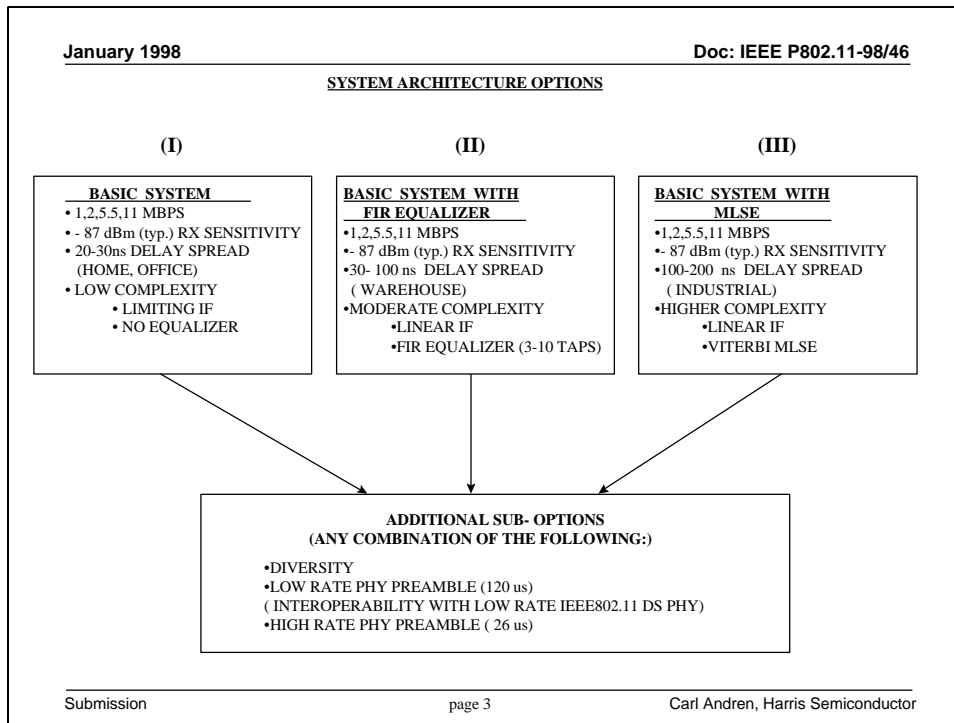 January 1998
Doc: IEEE P802.11-98/46
SYSTEM ARCHITECTURE OPTIONS
(I)
BASIC SYSTEM
• 1,2,5.5,11 MBPS
• - 87 dBm (typ.) RX SENSITIVITY
• 20-30ns DELAY SPREAD
(HOME, OFFICE)
• LOW COMPLEXITY
• LIMITING IF
• NO EQUALIZER
(II)
BASIC SYSTEM WITH
FIR EQUALIZER
•1,2,5.5,11 MBPS
•- 87 dBm (typ.) RX SENSITIVITY
•30- 100 ns DELAY SPREAD
( WAREHOUSE)
•MODERATE COMPLEXITY
•LINEAR IF
•FIR EQUALIZER (3-10 TAPS)
(III)
BASIC SYSTEM WITH
MLSE
•1,2,5.5,11 MBPS
•- 87 dBm (typ.) RX SENSITIVITY
•100-200 ns DELAY SPREAD
( INDUSTRIAL)
•HIGHER COMPLEXITY
•LINEAR IF
•VITERBI MLSE
ADDITIONAL SUB- OPTIONS
(ANY COMBINATION OF THE FOLLOWING:)
•DIVERSITY
•LOW RATE PHY PREAMBLE (120 us)
( INTEROPERABILITY WITH LOW RATE IEEE802.11 DS PHY)
•HIGH RATE PHY PREAMBLE ( 26 us)
Submission
page 3
Carl Andren, Harris Semiconductor